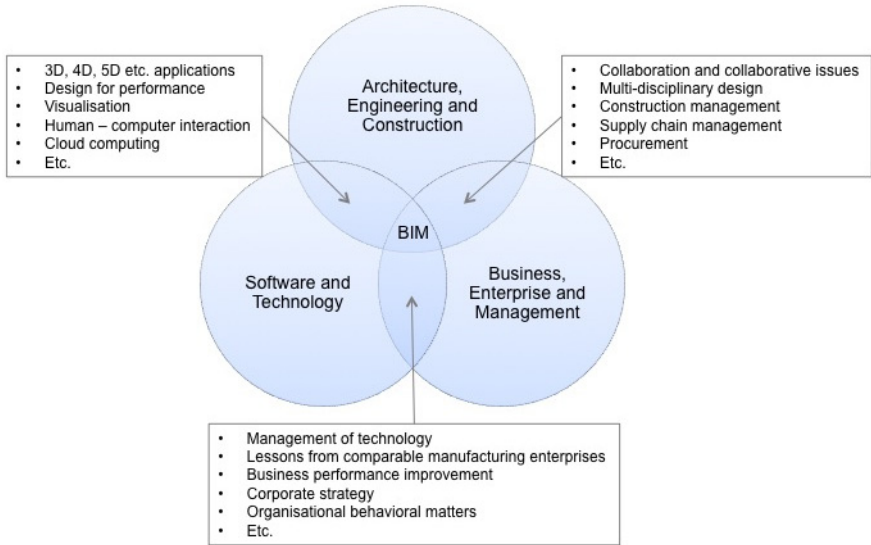 • 3D, 4D, 5D etc. applications
• Design for performance
• Visualisation
• Human – computer interaction
• Cloud computing
• Etc.
Architecture,
Engineering and
Construction
• Collaboration and collaborative issues
• Multi-disciplinary design
• Construction management
• Supply chain management
• Procurement
• Etc.
BIM
Software and
Technology
Business,
Enterprise and
Management
• Management of technology
• Lessons from comparable manufacturing enterprises
• Business performance improvement
• Corporate strategy
• Organisational behavioral matters
• Etc.